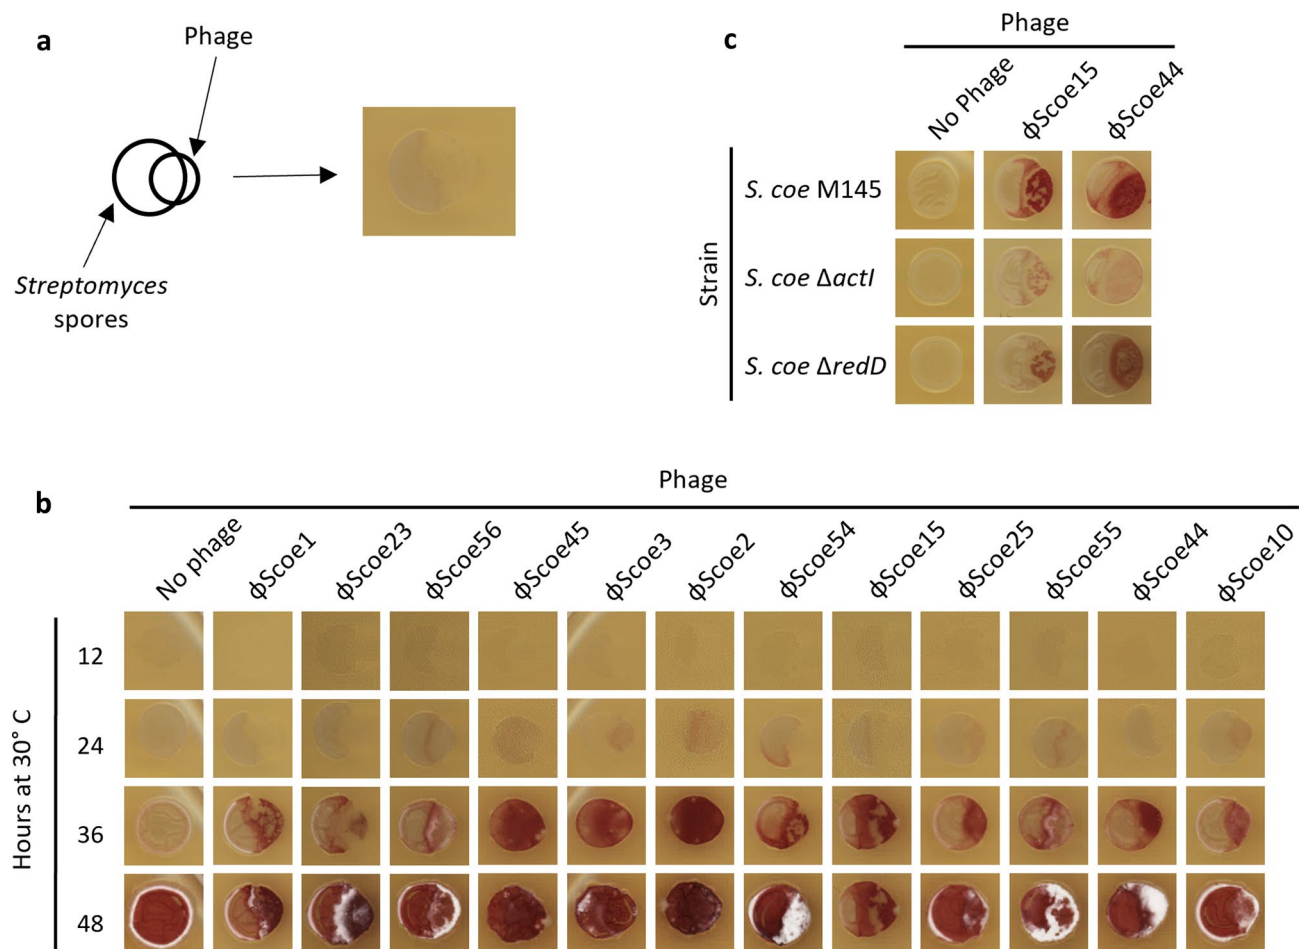 a
Phage
Streptomyces
spores
c
Phage
No Phage
ϕScoe15
ϕScoe44
Strain
S. coe M145
S. coe ΔactI
S. coe ΔredD
b
Phage
No phage
ϕScoe1
ϕScoe23
ϕScoe56
ϕScoe45
ϕScoe3
ϕScoe2
ϕScoe54
ϕScoe15
ϕScoe25
ϕScoe55
ϕScoe44
ϕScoe10
Hours at 30° C
12
24
36
48